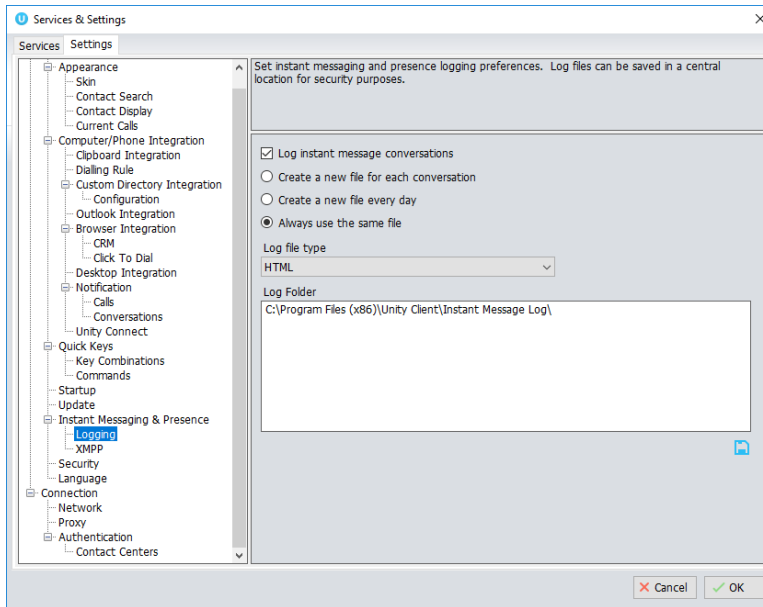 Services & Settings
Services Settings
Appearance
Skin
Contact Search
Contact Display
Current Calls
Computer/Phone Integration
Clipboard Integration
Dialling Rule
Custom Directory Integration
Configuration
Outlook Integration
Browser Integration
CRM
Click To Dial
Desktop Integration
Notification
Calls
Conversations
Unity Connect
Quick Keys
Key Combinations
Commands
Startup
Update
Instant Messaging & Presence
Logging
XMPP
Security
Language
Connection
Network
Proxy
Authentication
Contact Centers
Set instant messaging and presence logging preferences. Log files can be saved in a central
location for security purposes.
Log instant message conversations
Create a new file for each conversation
Create a new file every day
Always use the same file
Log file type
HTML
Log Folder
C:\Program Files (x86)\Unity Client\Instant Message Log\
Cancel OK